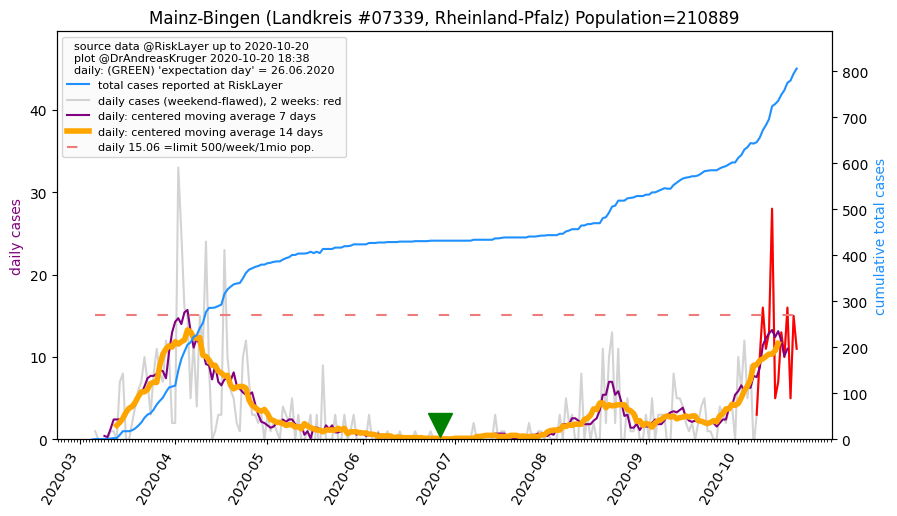 Mainz-Bingen (Landkreis #07339, Rheinland-Pfalz) Population=210889
source data @RiskLayer up to 2020-10-20
plot @DrAndreasKruger 2020-10-20 18:38
daily: (GREEN) 'expectation day' = 26.06.2020
total cases reported at RiskLayer
daily cases (weekend-flawed), 2 weeks: red
daily: centered moving average 7 days
daily: centered moving average 14 days
daily 15.06 =limit 500/week/1mio pop.
daily cases
40
30
20
10
0
cumulative total cases
800
700
600
500
400
300
200
100
0
2020-03
2020-04
2020-05
2020-06
2020-07
2020-08
2020-09
2020-10